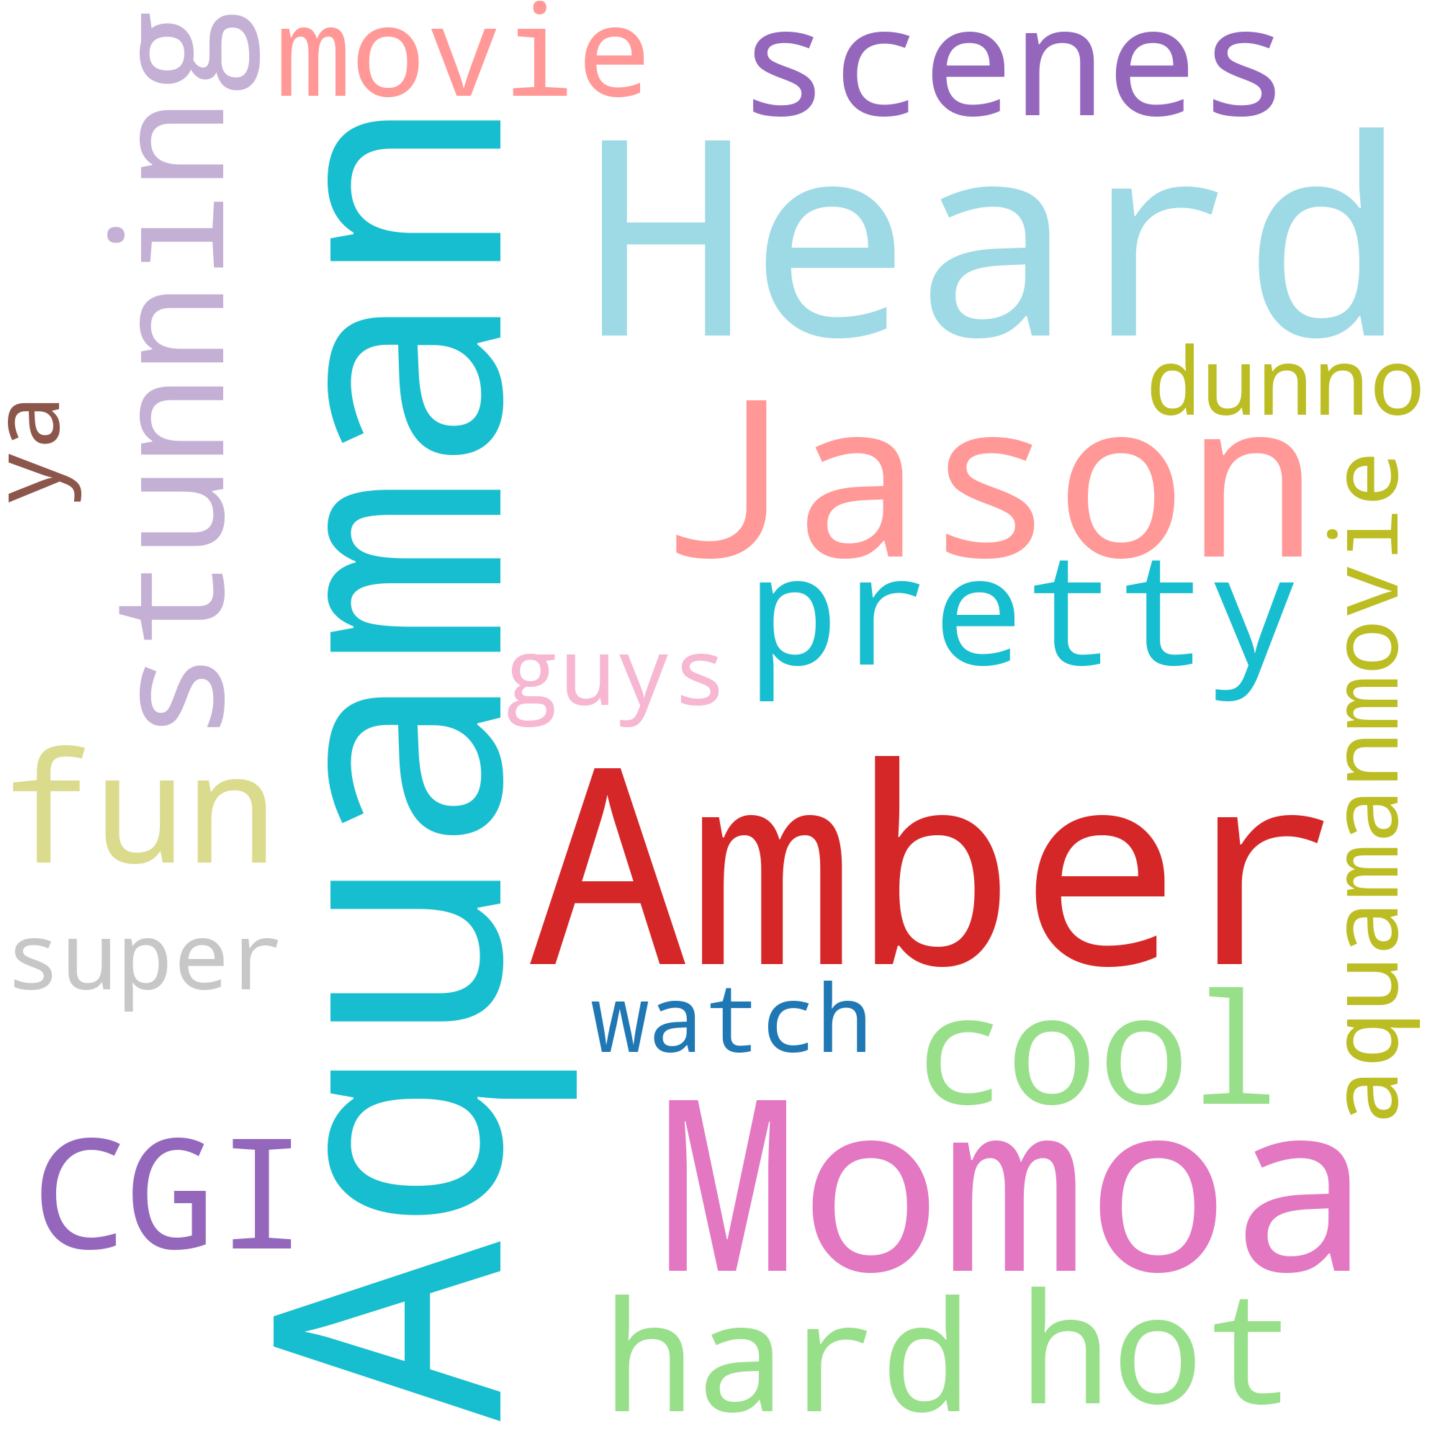 stunning
movie
scenes
Aquaman
Heard
ya
dunno
Jason
aquamanmovie
pretty
guys
fun
Amber
super
watch
cool
CGI
Momoa
hard
hot